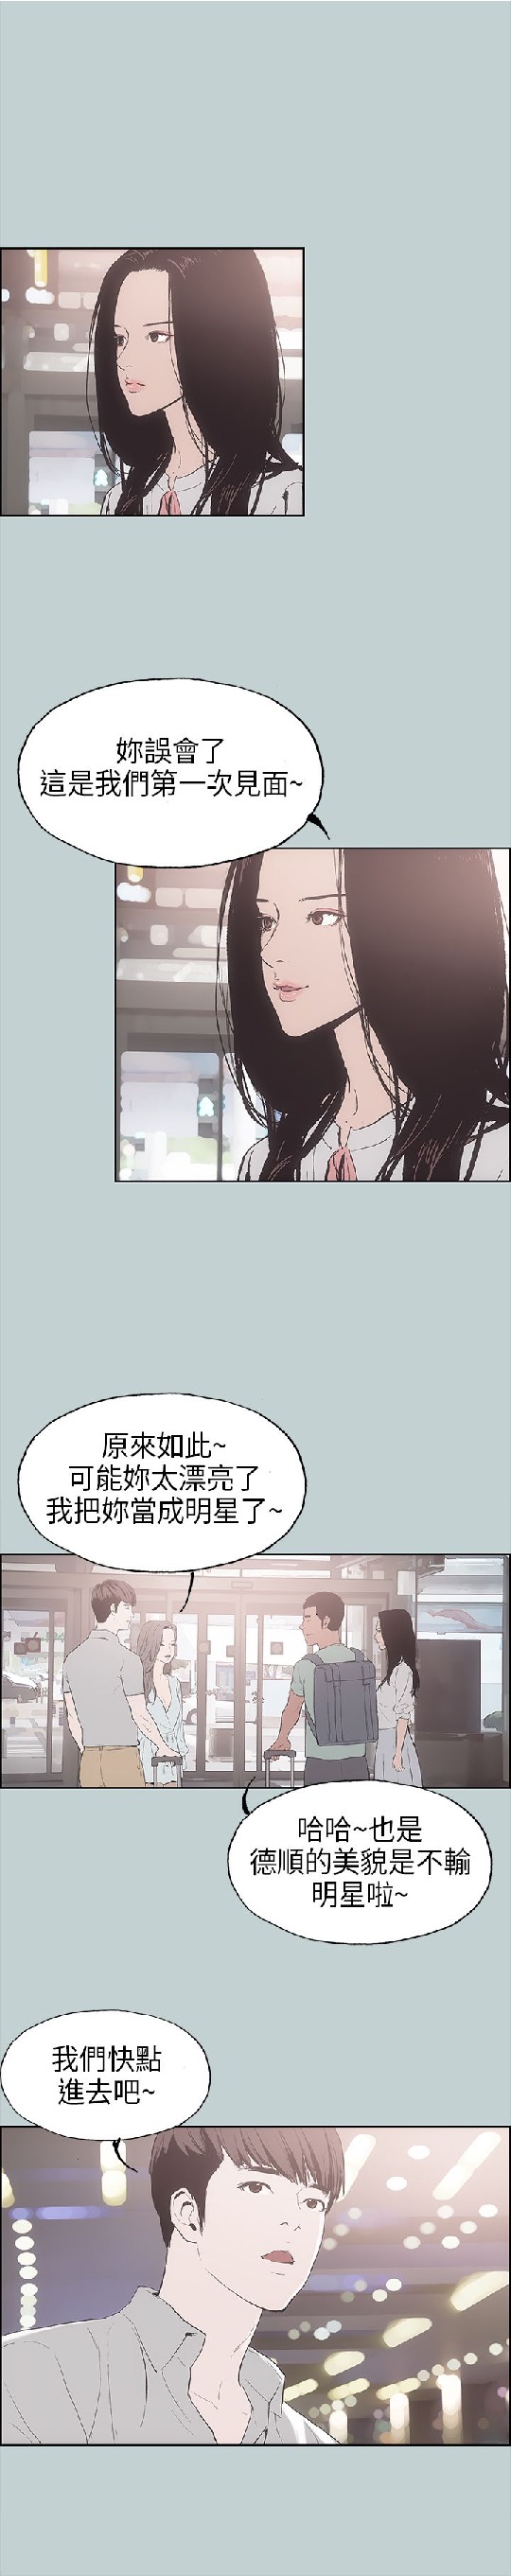 妳誤會了
這是我們第一次見面~
原來如此~
可能妳太漂亮了
我把妳當成明星了~
哈哈~也是
德順的美貌是不輸
明星啦~
我們快點
進去吧~